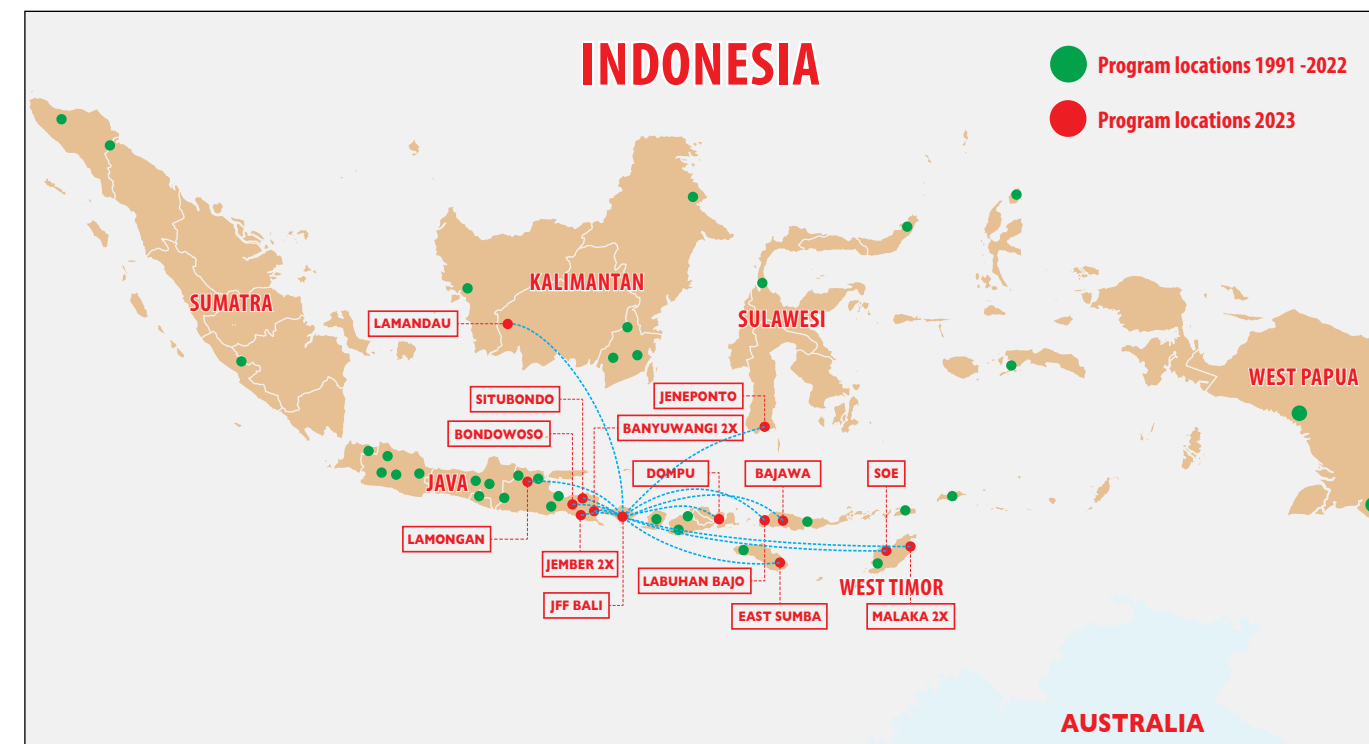 INDONESIA
Program locations 1991 -2022
Program locations 2023
KALIMANTAN
SUMATRA
SULAWESI
LAMANDAU
WEST PAPUA
SITUBONDO
JENEPONTO
BONDOWOSO
BANYUWANGI 2X
DOMPU
BAJAWA
SOE
JAVA
LAMONGAN
JEMBER 2X
LABUHAN BAJO
WEST TIMOR
JFF BALI
EAST SUMBA
MALAKA 2X
AUSTRALIA